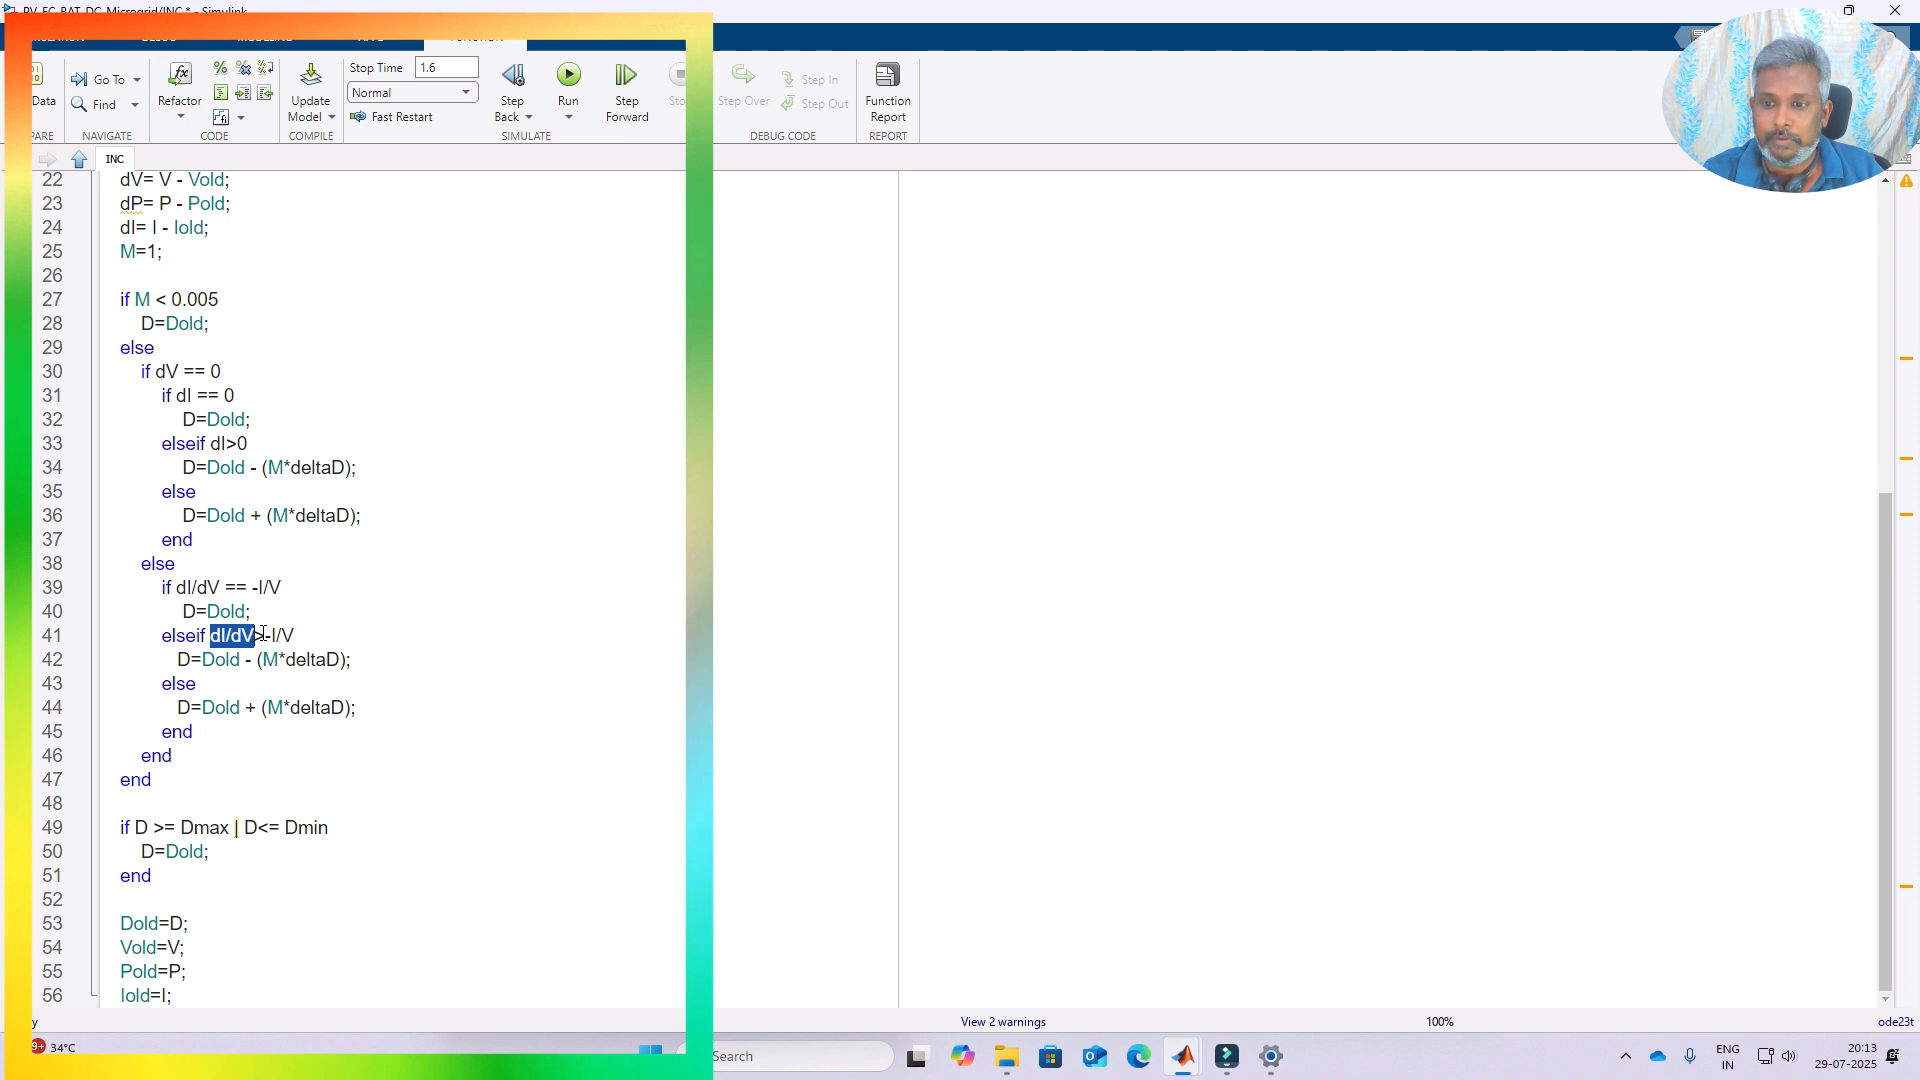 PV_FC_BAT_DC_Microgrid/INC * - Simulink
Data
Go To
Find
Refactor
Update
Model
Stop Time 1.6
Normal
Fast Restart
Step
Back
Run
Step
Forward
Step Over
Step In
Step Out
Function
Report
NAVIGATE
CODE
COMPILE
SIMULATE
DEBUG CODE
REPORT
INC
22 dV= V - Vold;
23 dP= P - Pold;
24 dI= I - Iold;
25 M=1;
26
27 if M < 0.005
28 D=Dold;
29 else
30 if dV == 0
31 if dI == 0
32 D=Dold;
33 elseif dI>0
34 D=Dold - (M*deltaD);
35 else
36 D=Dold + (M*deltaD);
37 end
38 else
39 if dI/dV == -I/V
40 D=Dold;
41 elseif dI/dV>-I/V
42 D=Dold - (M*deltaD);
43 else
44 D=Dold + (M*deltaD);
45 end
46 end
47 end
48
49 if D >= Dmax | D<= Dmin
50 D=Dold;
51 end
52
53 Dold=D;
54 Vold=V;
55 Pold=P;
56 Iold=I;
View 2 warnings
100%
ode23t
9+
34°C
Search
ENG
IN
20:13
29-07-2025